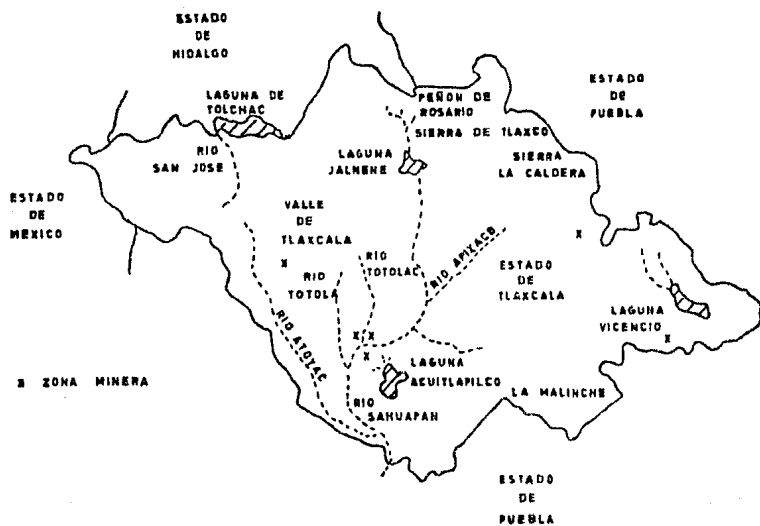 ESTADO
DE
HIDALGO
LAGUNA DE
TOLCHAC
PEÑON DE
ROSARIO
SIERRA DE TLAXCO
ESTADO
DE
PUEBLA
SIERRA
LA CALDERA
RIO
SAN JOSE
LAGUNA
JALNENE
ESTADO
DE
MEXICO
VALLE
DE
TLAXCALA
RIO
TOTOLA
RIO
TOTOLAC
RIO APIXACO
ESTADO
DE
TLAXCALA
LAGUNA
VICENCIO
RIO ATOYAC
X ZONA MINERA
LAGUNA
ACUITLAPILCO
RIO
SAHUAPAN
LA MALINCHE
ESTADO
DE
PUEBLA